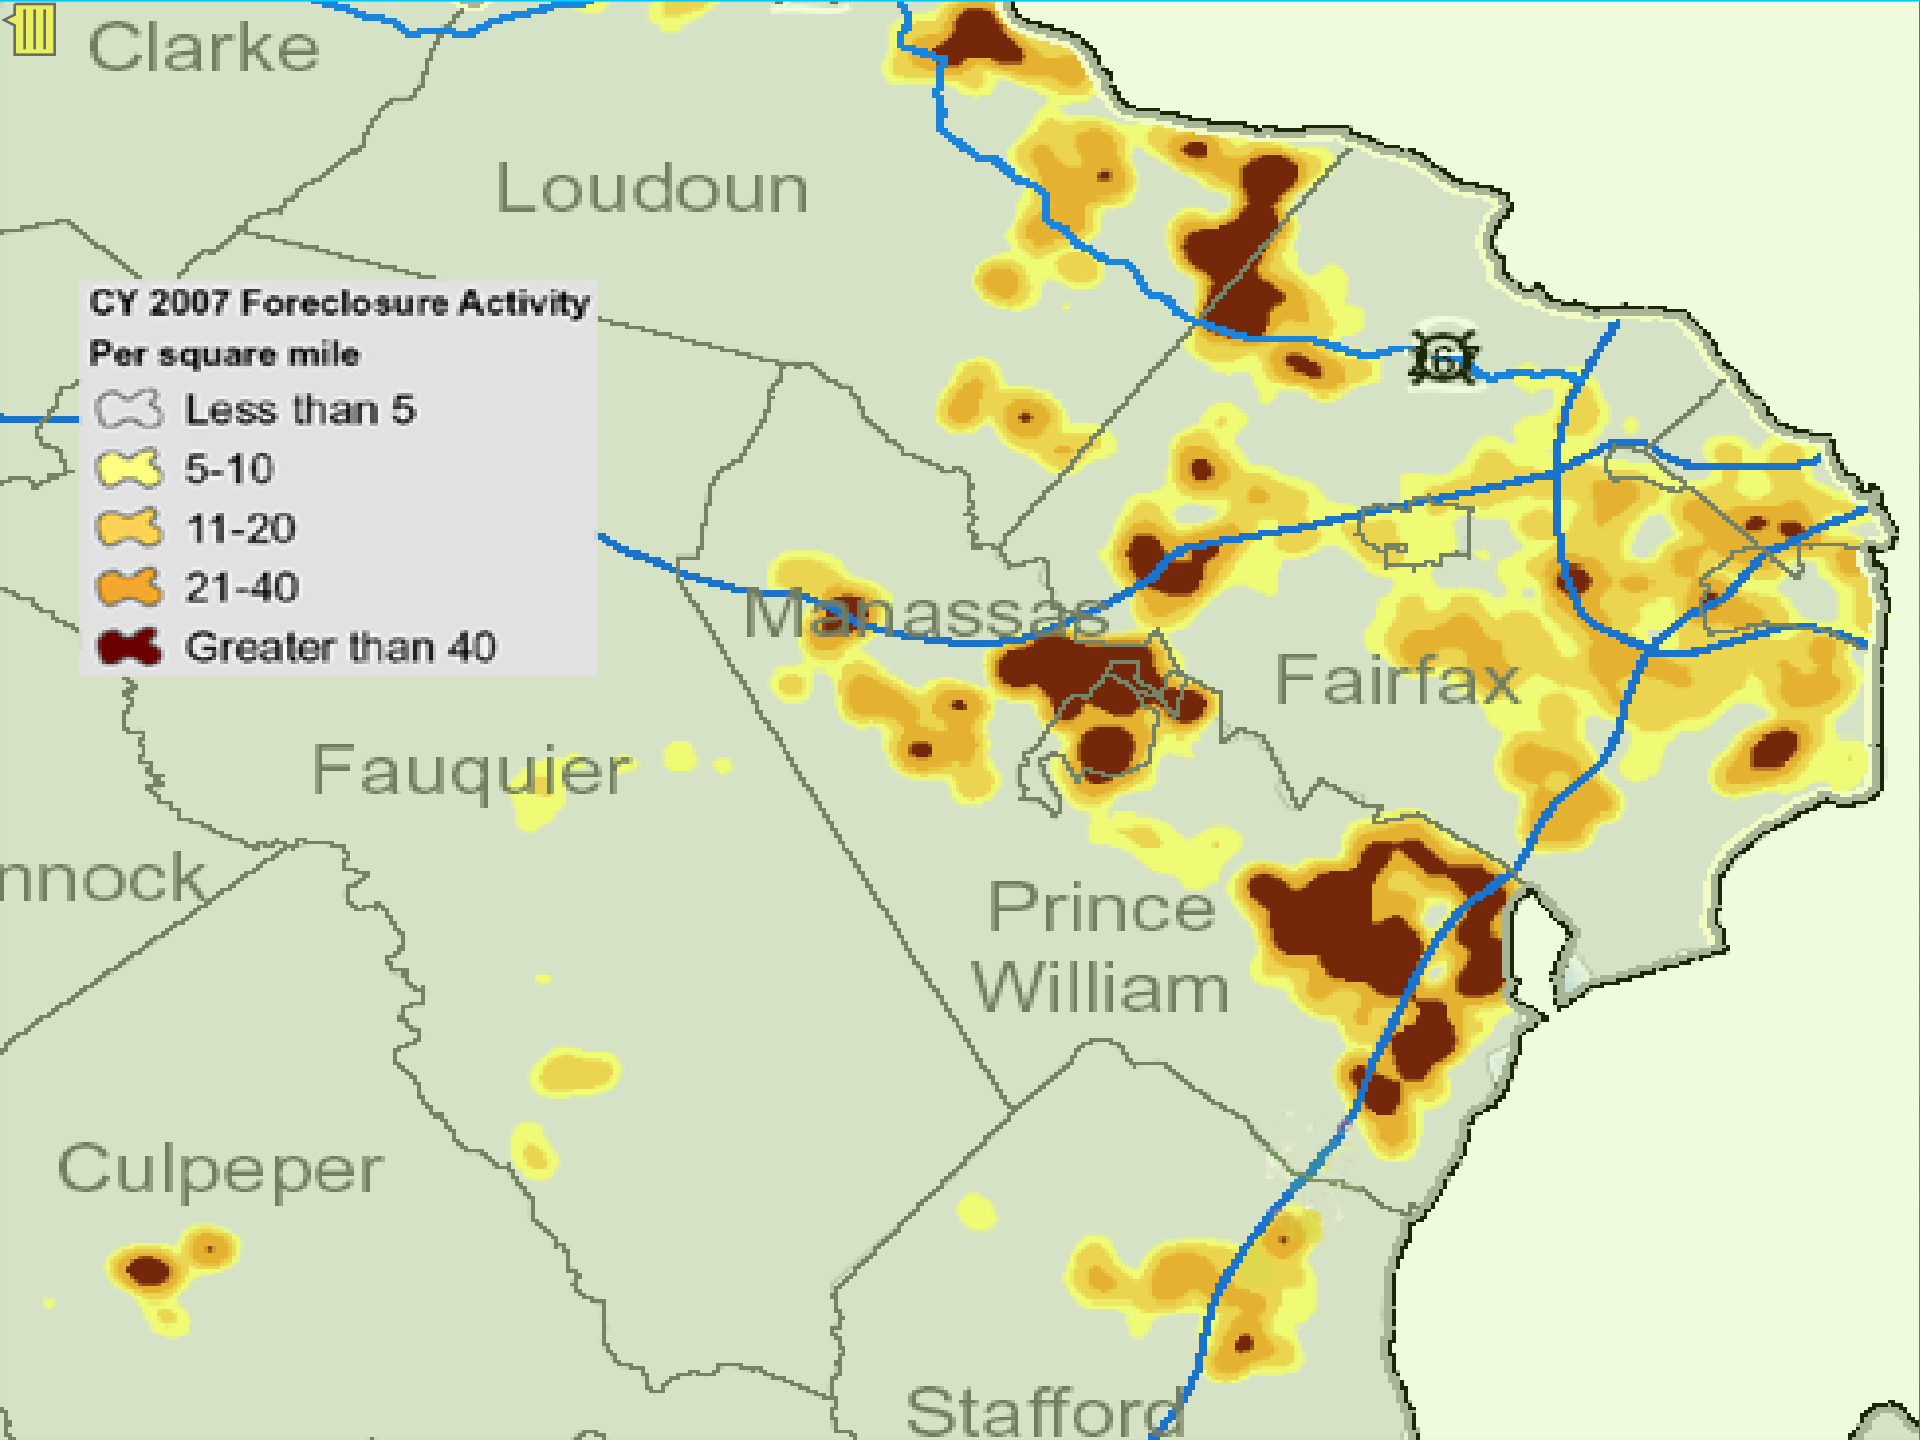 Clarke
Loudoun
CY 2007 Foreclosure Activity
Per square mile
Less than 5
5-10
11-20
21-40
Greater than 40
6
Manassas
Fairfax
Fauquier
nnock
Prince
William
Culpeper
Stafford